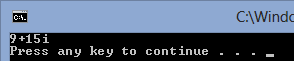 C:\Windo
9+15i
Press any key to continue . . .